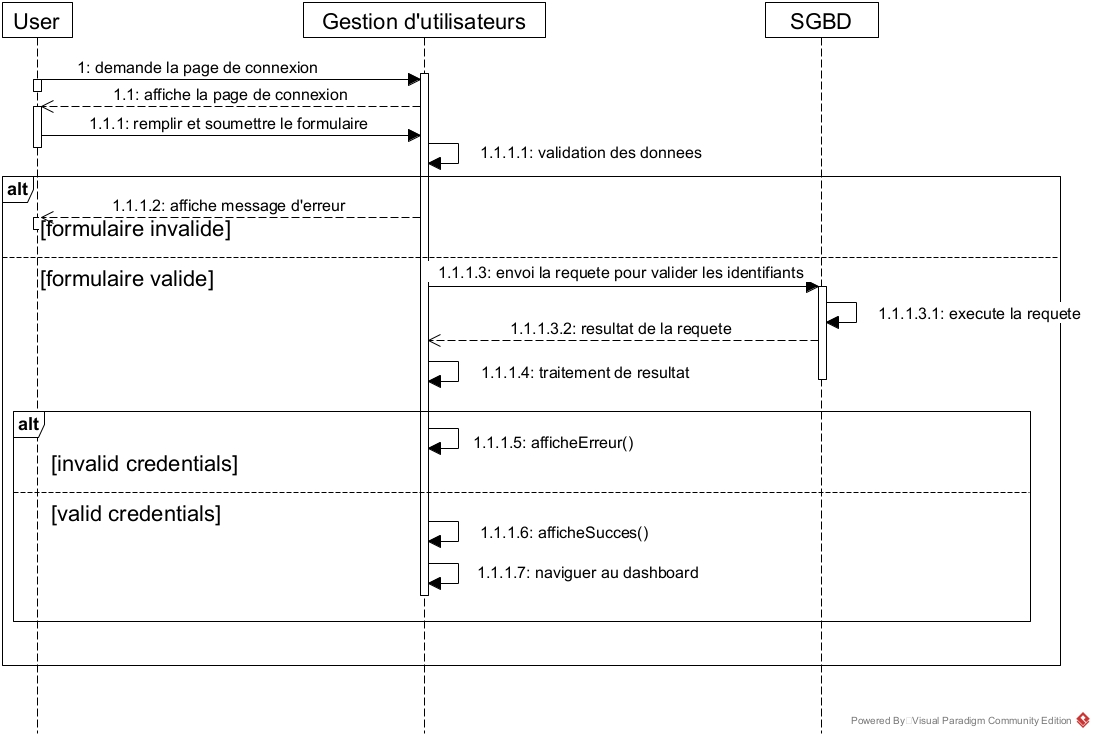 User
Gestion d'utilisateurs
SGBD
1: demande la page de connexion
1.1: affiche la page de connexion
1.1.1: remplir et soumettre le formulaire
1.1.1.1: validation des donnees
alt
1.1.1.2: affiche message d'erreur
[formulaire invalide]
[formulaire valide]
1.1.1.3: envoi la requete pour valider les identifiants
1.1.1.3.1: execute la requete
1.1.1.3.2: resultat de la requete
1.1.1.4: traitement de resultat
alt
1.1.1.5: afficheErreur()
[invalid credentials]
[valid credentials]
1.1.1.6: afficheSucces()
1.1.1.7: naviguer au dashboard
Powered By Visual Paradigm Community Edition